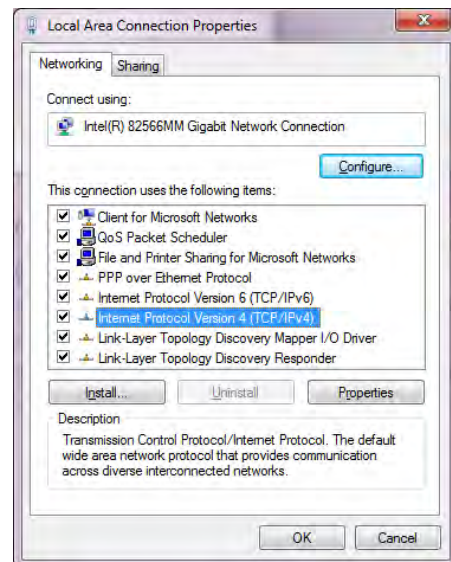 Local Area Connection Properties
Networking Sharing
Connect using:
Intel(R) 82566MM Gigabit Network Connection
Configure...
This connection uses the following items:
Client for Microsoft Networks
QoS Packet Scheduler
File and Printer Sharing for Microsoft Networks
PPP over Ethernet Protocol
Internet Protocol Version 6 (TCP/IPv6)
Internet Protocol Version 4 (TCP/IPv4)
Link-Layer Topology Discovery Mapper I/O Driver
Link-Layer Topology Discovery Responder
Install... Uninstall Properties
Description
Transmission Control Protocol/Internet Protocol. The default
wide area network protocol that provides communication
across diverse interconnected networks.
OK Cancel